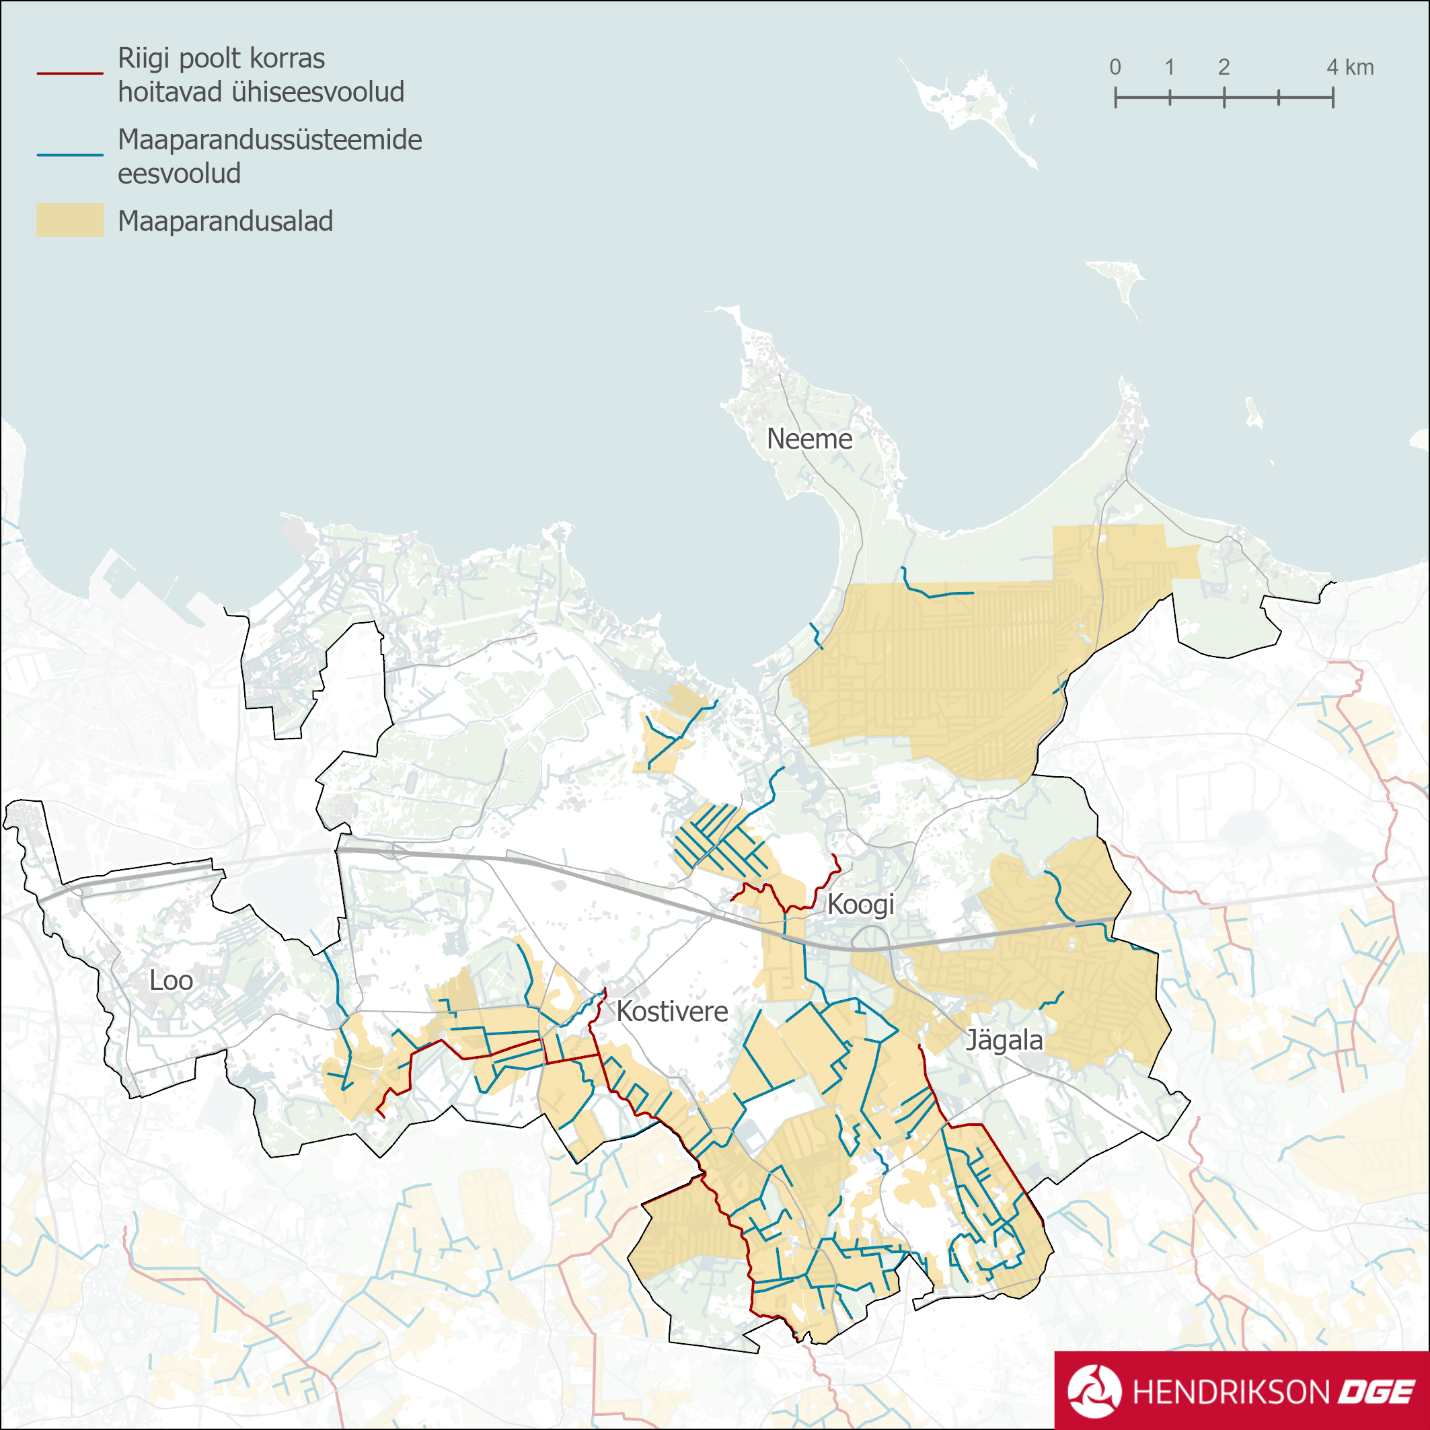 Riigi poolt korras
hoitavad ühiseesvoolud
Maaparandussüsteemide
eesvoolud
Maaparandusalad
0 1 2 4 km
Neeme
Koogi
Loo
Kostivere
Jägala
HENDRIKSON DGE